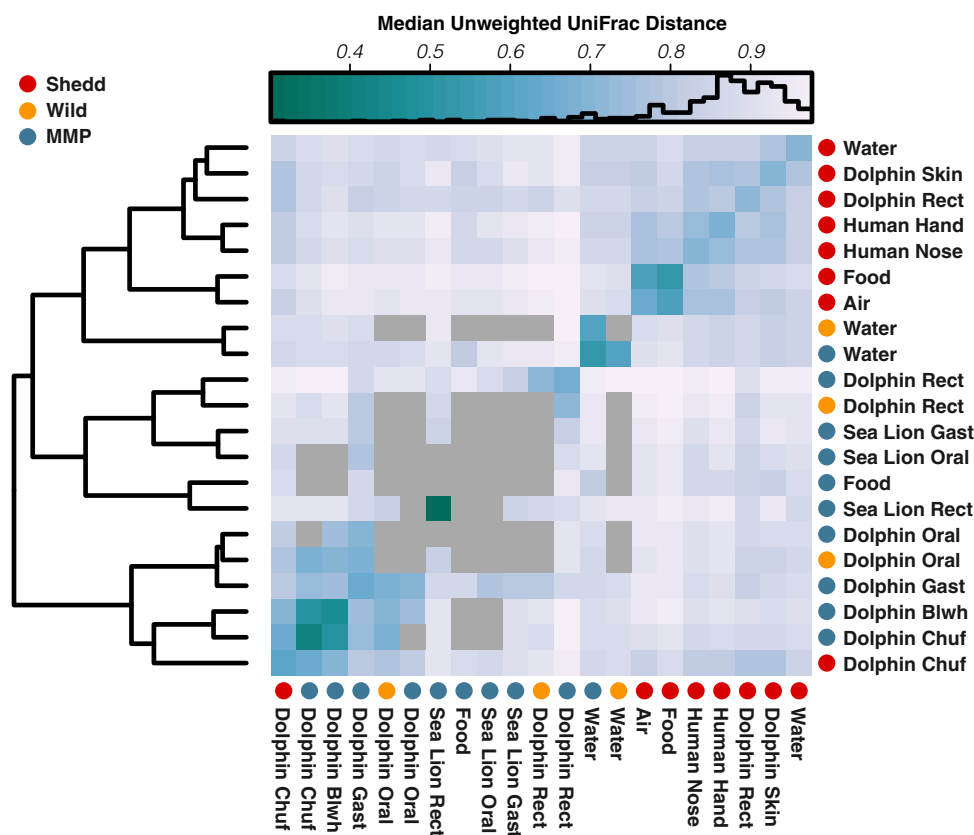 Median Unweighted UniFrac Distance
0.4 0.5 0.6 0.7 0.8 0.9
Shedd
Wild
MMP
Water
Dolphin Skin
Dolphin Rect
Human Hand
Human Nose
Food
Air
Water
Water
Dolphin Rect
Dolphin Rect
Sea Lion Gast
Sea Lion Oral
Food
Sea Lion Rect
Dolphin Oral
Dolphin Oral
Dolphin Gast
Dolphin Blwh
Dolphin Chuf
Dolphin Chuf
Dolphin Chuf
Dolphin Chuf
Dolphin Blwh
Dolphin Gast
Dolphin Oral
Dolphin Oral
Sea Lion Rect
Food
Sea Lion Oral
Sea Lion Gast
Dolphin Rect
Dolphin Rect
Water
Water
Air
Food
Human Nose
Human Hand
Dolphin Rect
Dolphin Skin
Water